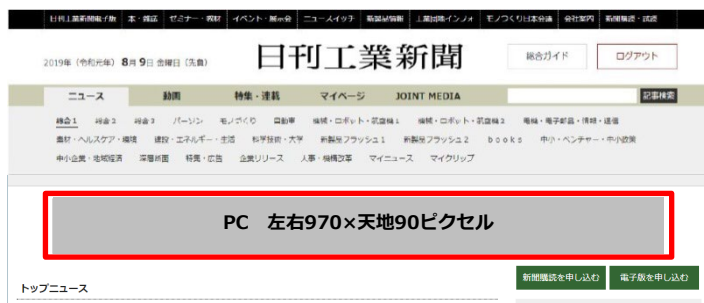 日刊工業新聞電子版 本・雑誌 セミナー・教材 イベント・展示会 ニュースイッチ 新製品情報 工業団地インフォ モノづくり日本会議 会社案内 新聞購読・試読
2019年（令和元年）8月9日 金曜日（先負） 日刊工業新聞 総合ガイド ログアウト
ニュース 動画 特集・連載 マイページ JOINT MEDIA 記事検索
総合1 総合2 総合3 パーソン モノづくり 自動車 機械・ロボット・航空機1 機械・ロボット・航空機2 電機・電子部品・情報・通信
素材・ヘルスケア・環境 建設・エネルギー・生活 科学技術・大学 新製品フラッシュ1 新製品フラッシュ2 books 中小・ベンチャー・中小政策
中小企業・地域経済 深層断面 特集・広告 企業リリース 人事・機構改革 マイニュース マイクリップ
PC 左右970×天地90ピクセル
新聞購読を申し込む 電子版を申し込む
トップニュース